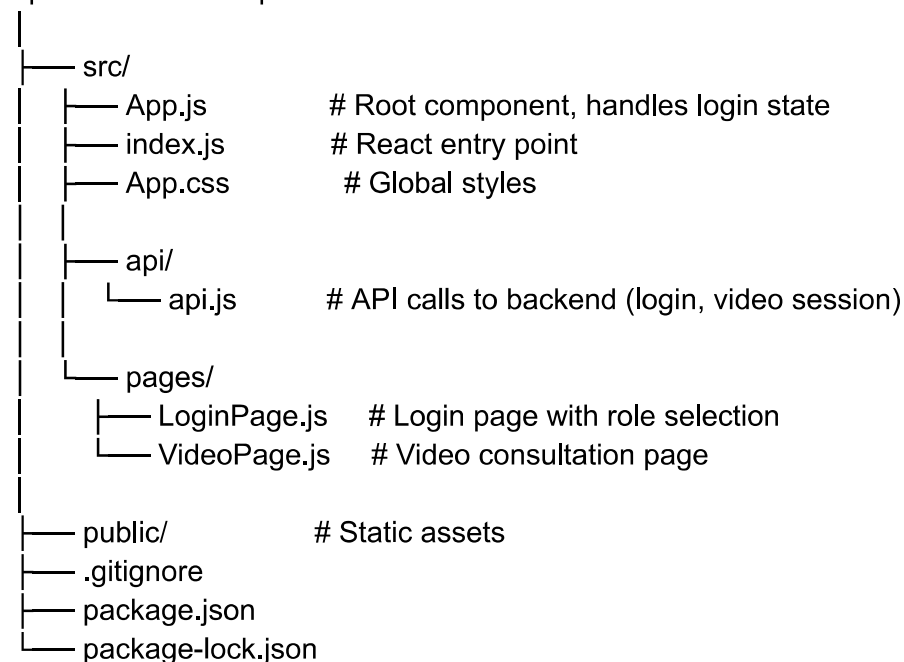 ├── src/
│   ├── App.js              # Root component, handles login state
│   ├── index.js            # React entry point
│   ├── App.css             # Global styles
│   │
│   ├── api/
│   │   └── api.js          # API calls to backend (login, video session)
│   │
│   └── pages/
│       ├── LoginPage.js    # Login page with role selection
│       └── VideoPage.js    # Video consultation page
│
├── public/                 # Static assets
├── .gitignore
├── package.json
└── package-lock.json